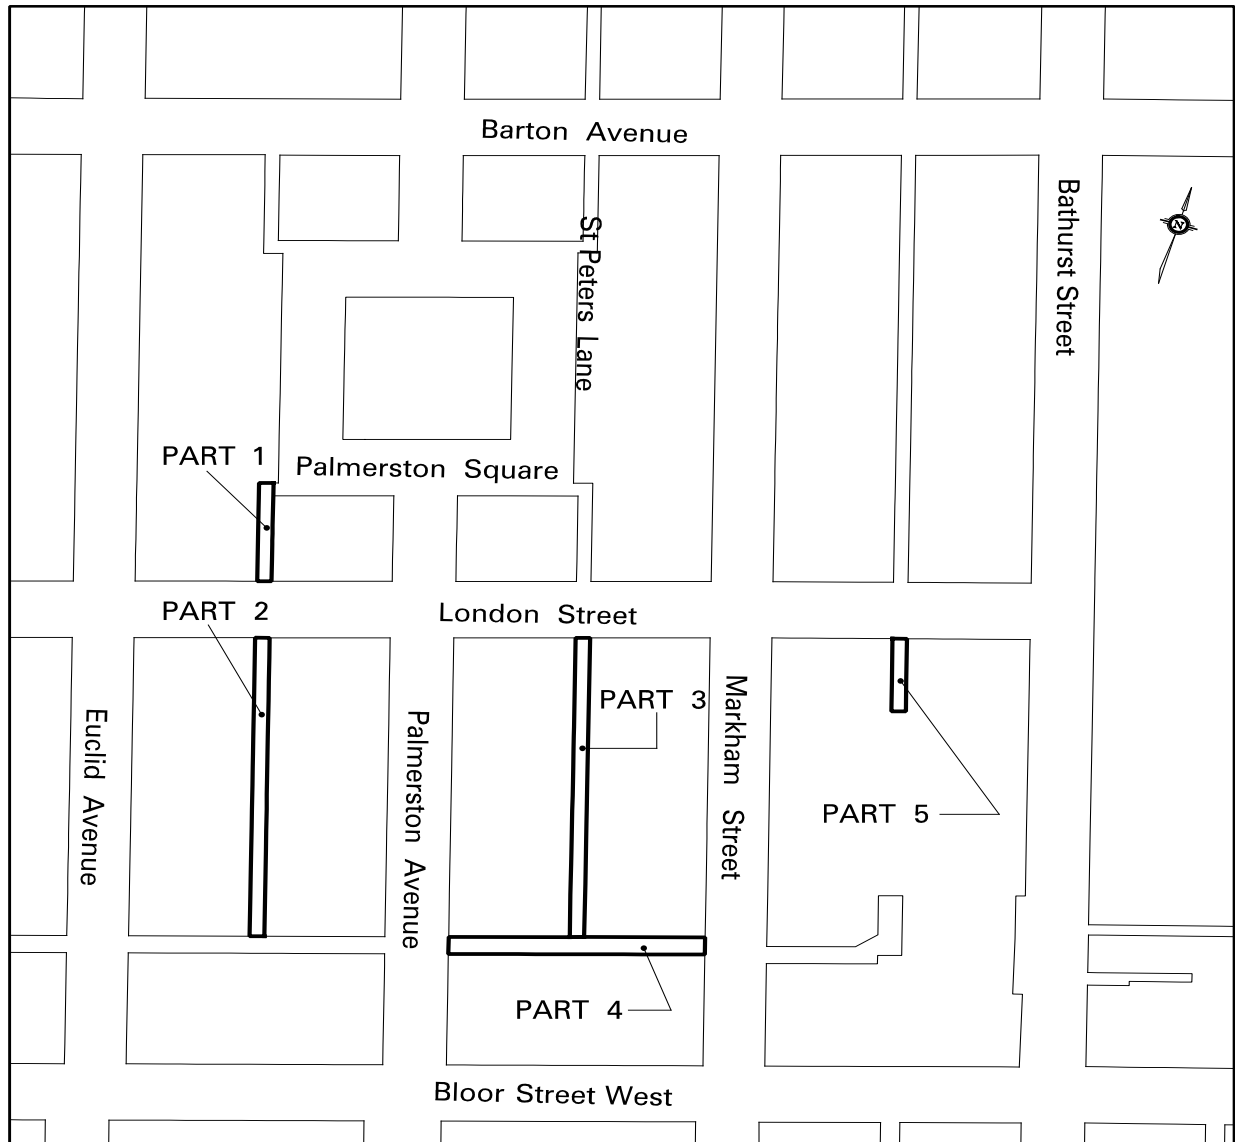 Barton Avenue
Bathurst Street
St Peters Lane
N
PART 1
Palmerston Square
PART 2
London Street
PART 3
Markham Street
Euclid Avenue
Palmerston Avenue
PART 5
PART 4
Bloor Street West